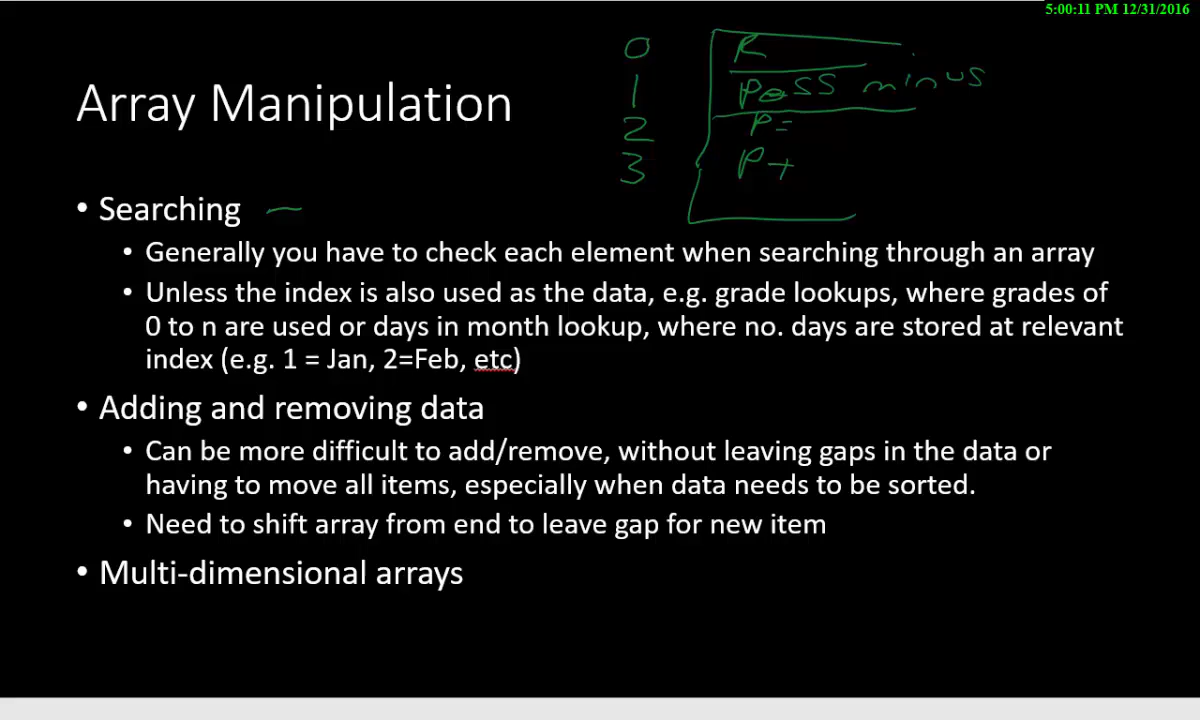 5:00:11 PM 12/31/2016
0 R
1 Pass minus
2 P=
3 P+
Array Manipulation
• Searching
• Generally you have to check each element when searching through an array
• Unless the index is also used as the data, e.g. grade lookups, where grades of
0 to n are used or days in month lookup, where no. days are stored at relevant
index (e.g. 1 = Jan, 2=Feb, etc)
• Adding and removing data
• Can be more difficult to add/remove, without leaving gaps in the data or
having to move all items, especially when data needs to be sorted.
• Need to shift array from end to leave gap for new item
• Multi-dimensional arrays